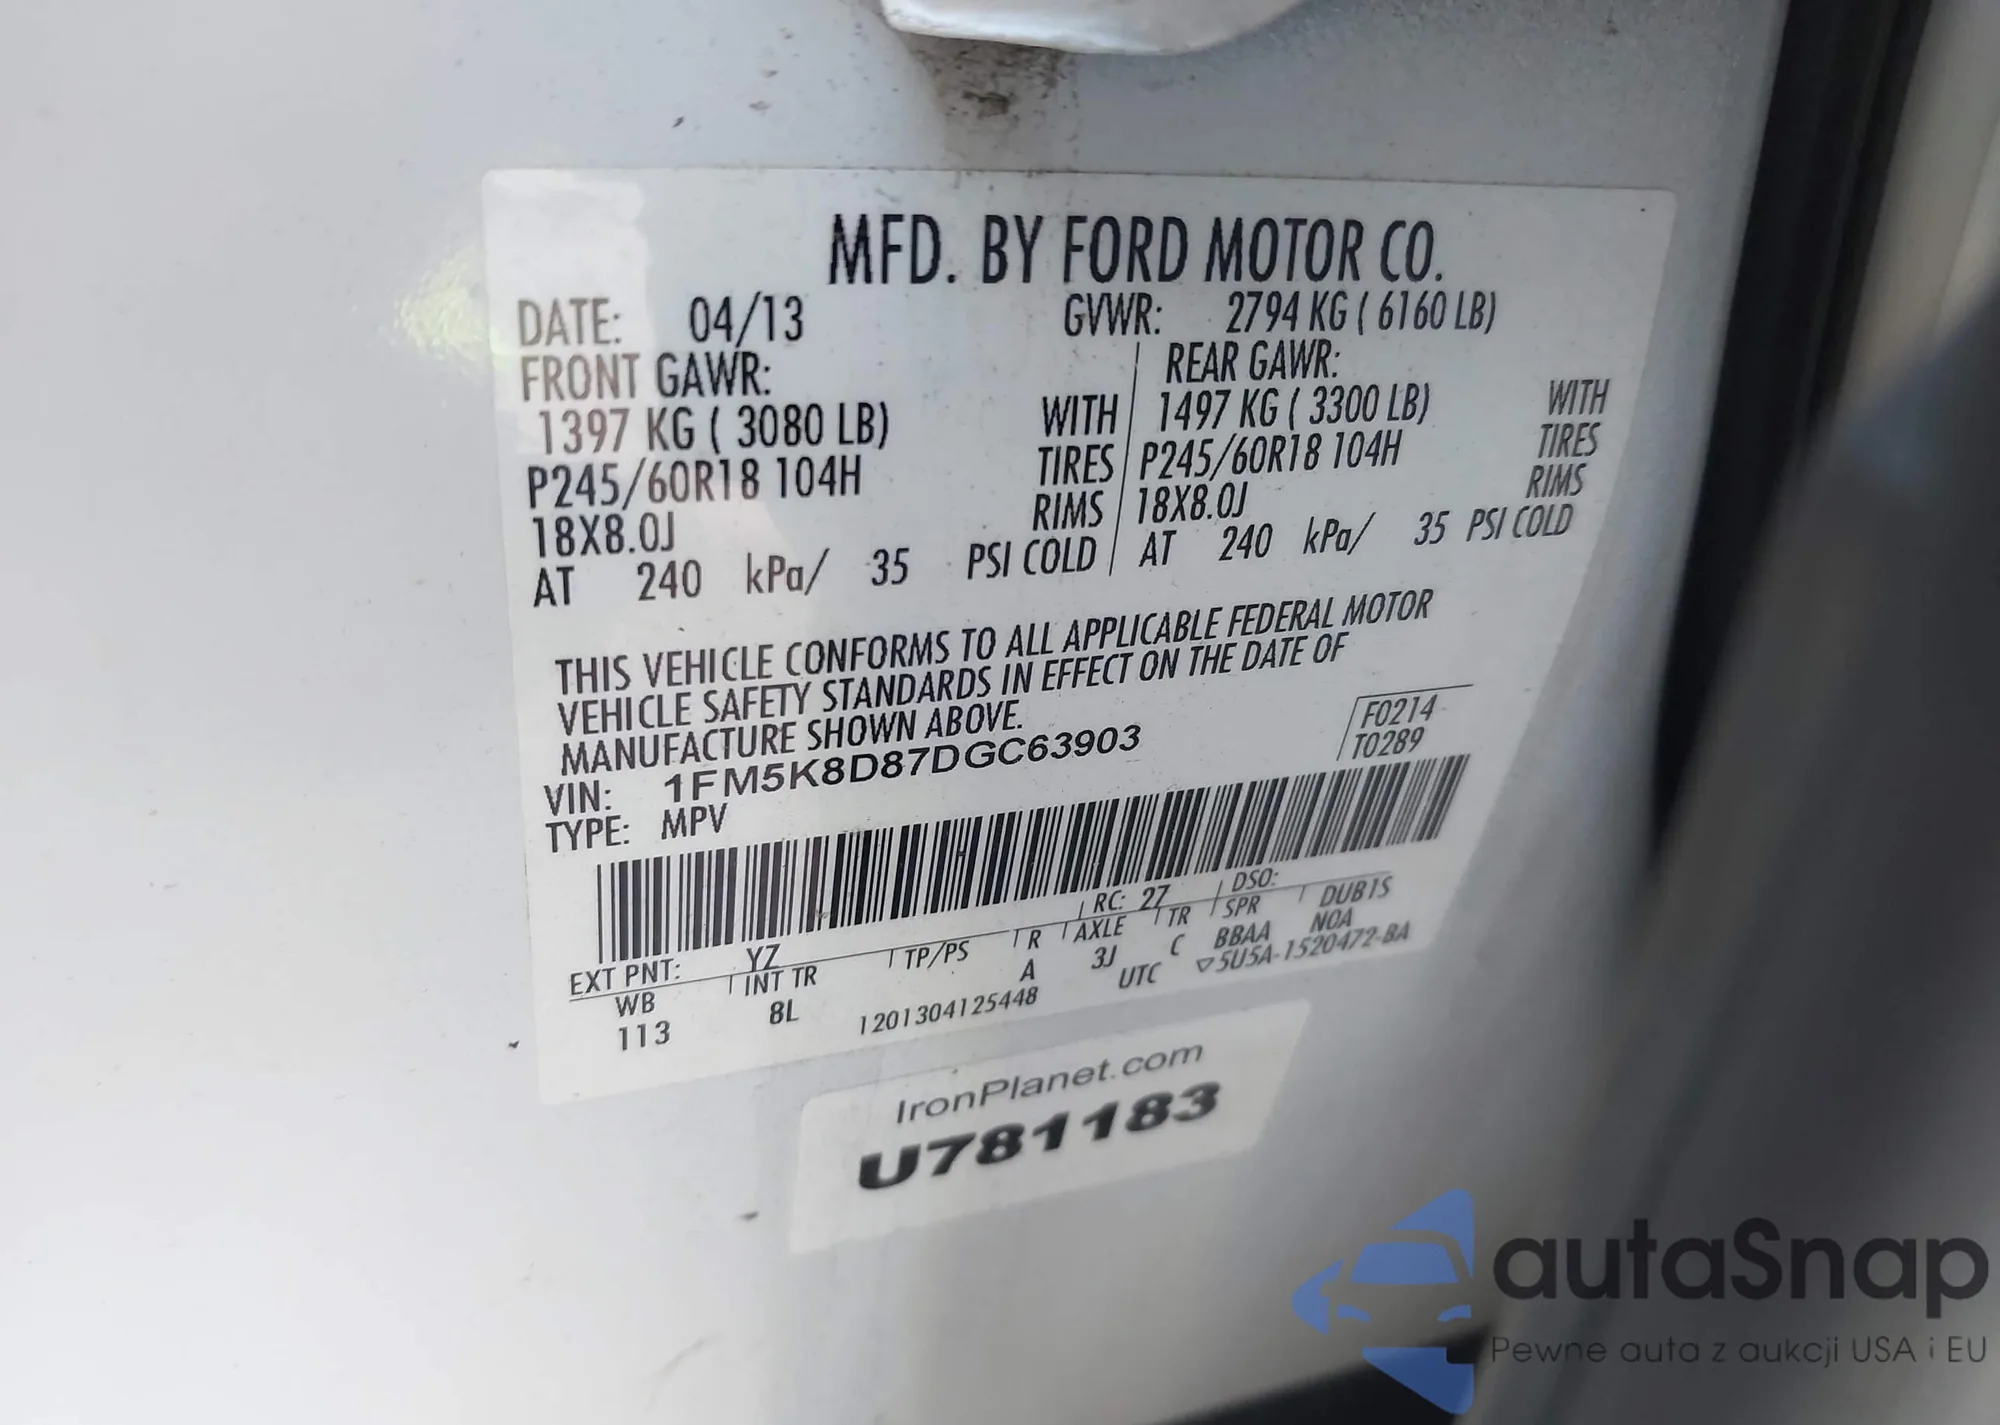 MFD. BY FORD MOTOR CO.
DATE: 04/13 GVWR: 2794 KG ( 6160 LB)
FRONT GAWR: REAR GAWR:
1397 KG ( 3080 LB) WITH 1497 KG ( 3300 LB) WITH
P245/60R18 104H TIRES P245/60R18 104H TIRES
18X8.0J RIMS 18X8.0J RIMS
AT 240 kPa/ 35 PSI COLD AT 240 kPa/ 35 PSI COLD
THIS VEHICLE CONFORMS TO ALL APPLICABLE FEDERAL MOTOR
VEHICLE SAFETY STANDARDS IN EFFECT ON THE DATE OF
MANUFACTURE SHOWN ABOVE.
VIN: 1FM5K8D87DGC63903 F0214
TYPE: MPV T0289
EXT PNT: YZ RC: 27 DSO:
WB INT TR TP/PS R AXLE TR SPR DUB1S
113 8L A 3J C BBAA NOA
1201304125448 UTC ▽5U5A-1520472-BA
IronPlanet.com
U781183
autaSnap
Pewne auta z aukcji USA i EU